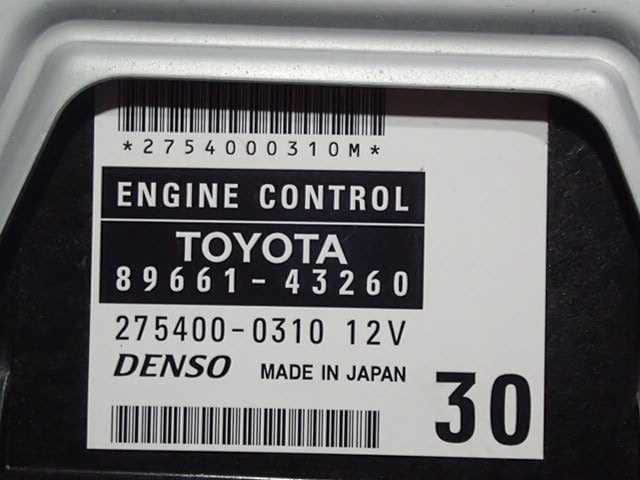 *2754000310M*
ENGINE CONTROL
TOYOTA
89661-43260
275400-0310 12V
DENSO MADE IN JAPAN
30